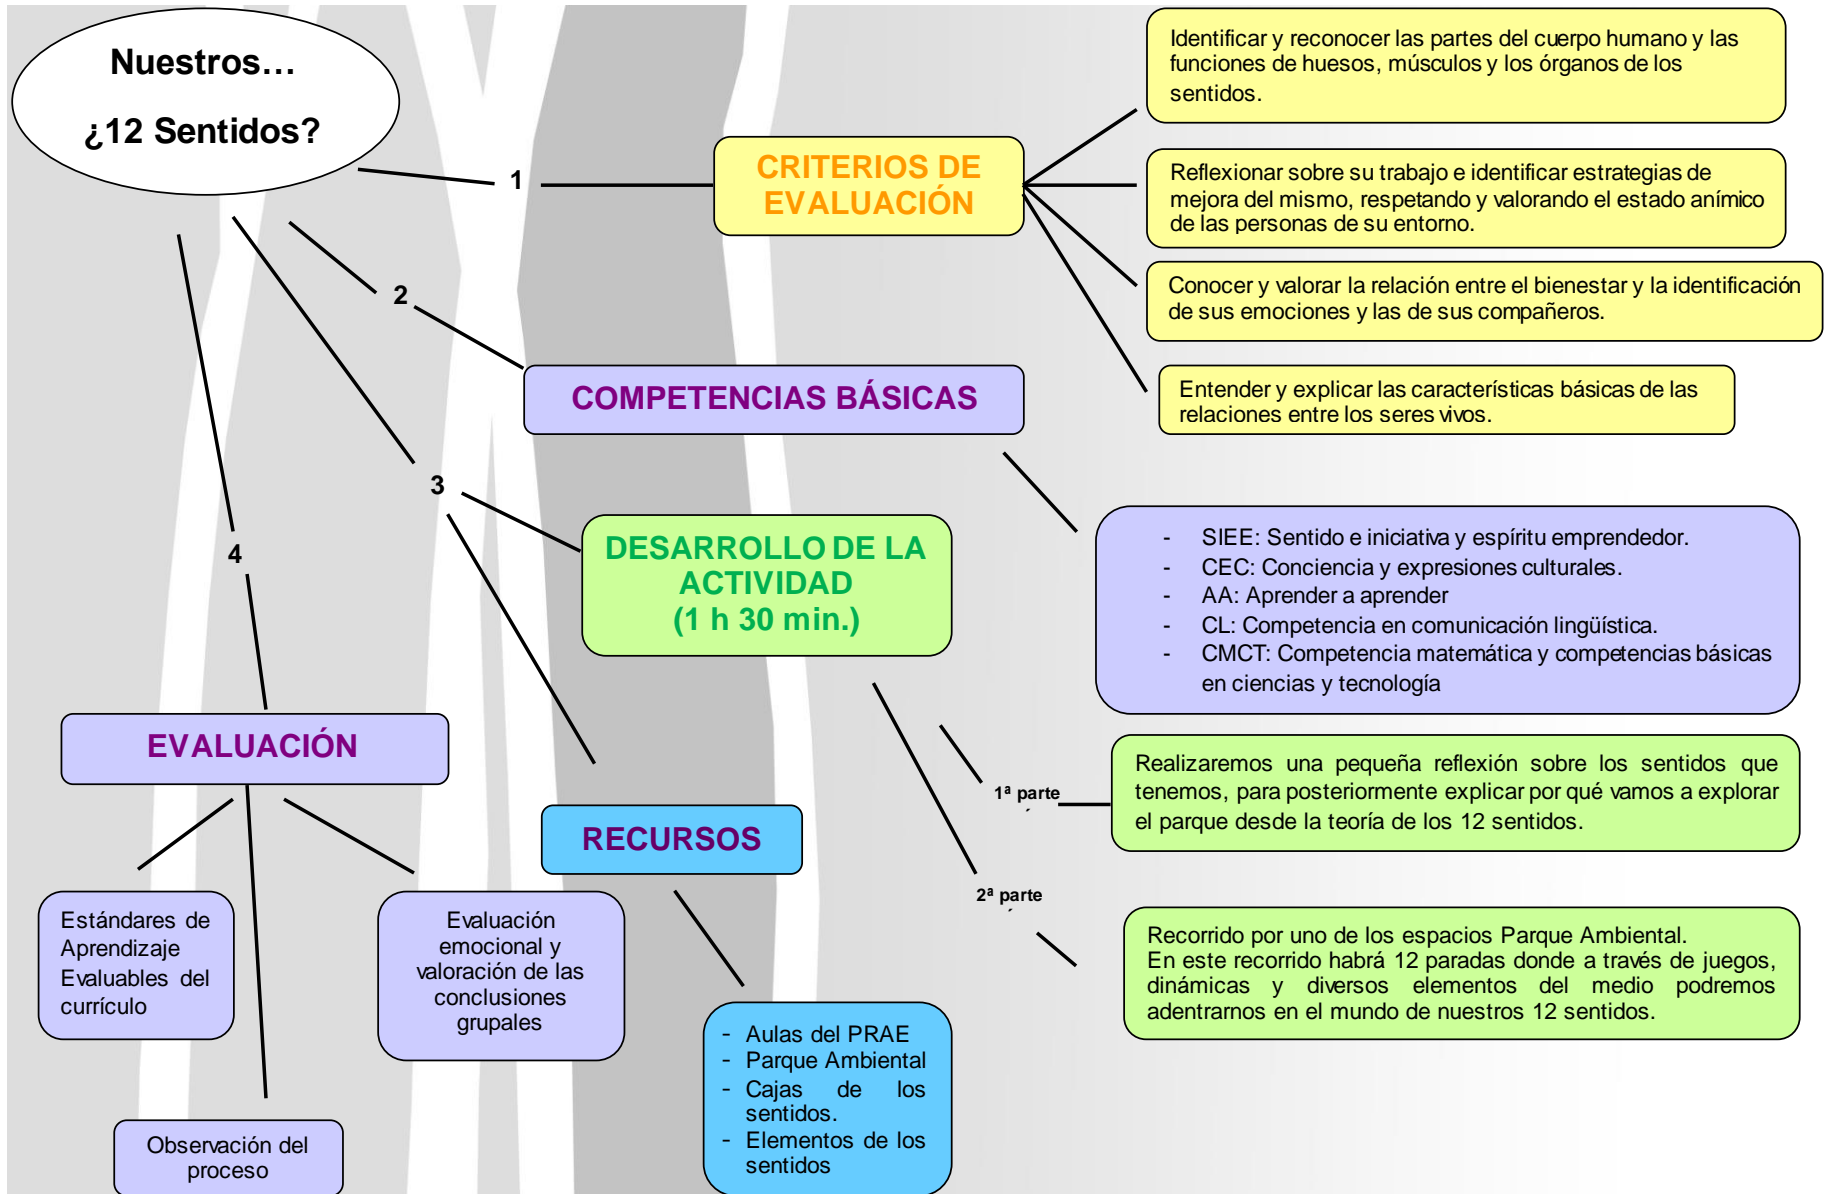 Nuestros…
¿12 Sentidos?
1
CRITERIOS DE
EVALUACIÓN
Identificar y reconocer las partes del cuerpo humano y las
funciones de huesos, músculos y los órganos de los
sentidos.
Reflexionar sobre su trabajo e identificar estrategias de
mejora del mismo, respetando y valorando el estado anímico
de las personas de su entorno.
Conocer y valorar la relación entre el bienestar y la identificación
de sus emociones y las de sus compañeros.
Entender y explicar las características básicas de las
relaciones entre los seres vivos.
2
COMPETENCIAS BÁSICAS
- SIEE: Sentido e iniciativa y espíritu emprendedor.
- CEC: Conciencia y expresiones culturales.
- AA: Aprender a aprender
- CL: Competencia en comunicación lingüística.
- CMCT: Competencia matemática y competencias básicas
en ciencias y tecnología
3
DESARROLLO DE LA
ACTIVIDAD
(1 h 30 min.)
1ª parte
Realizaremos una pequeña reflexión sobre los sentidos que
tenemos, para posteriormente explicar por qué vamos a explorar
el parque desde la teoría de los 12 sentidos.
2ª parte
Recorrido por uno de los espacios Parque Ambiental.
En este recorrido habrá 12 paradas donde a través de juegos,
dinámicas y diversos elementos del medio podremos
adentrarnos en el mundo de nuestros 12 sentidos.
RECURSOS
- Aulas del PRAE
- Parque Ambiental
- Cajas de los
sentidos.
- Elementos de los
sentidos
4
EVALUACIÓN
Estándares de
Aprendizaje
Evaluables del
currículo
Evaluación
emocional y
valoración de las
conclusiones
grupales
Observación del
proceso